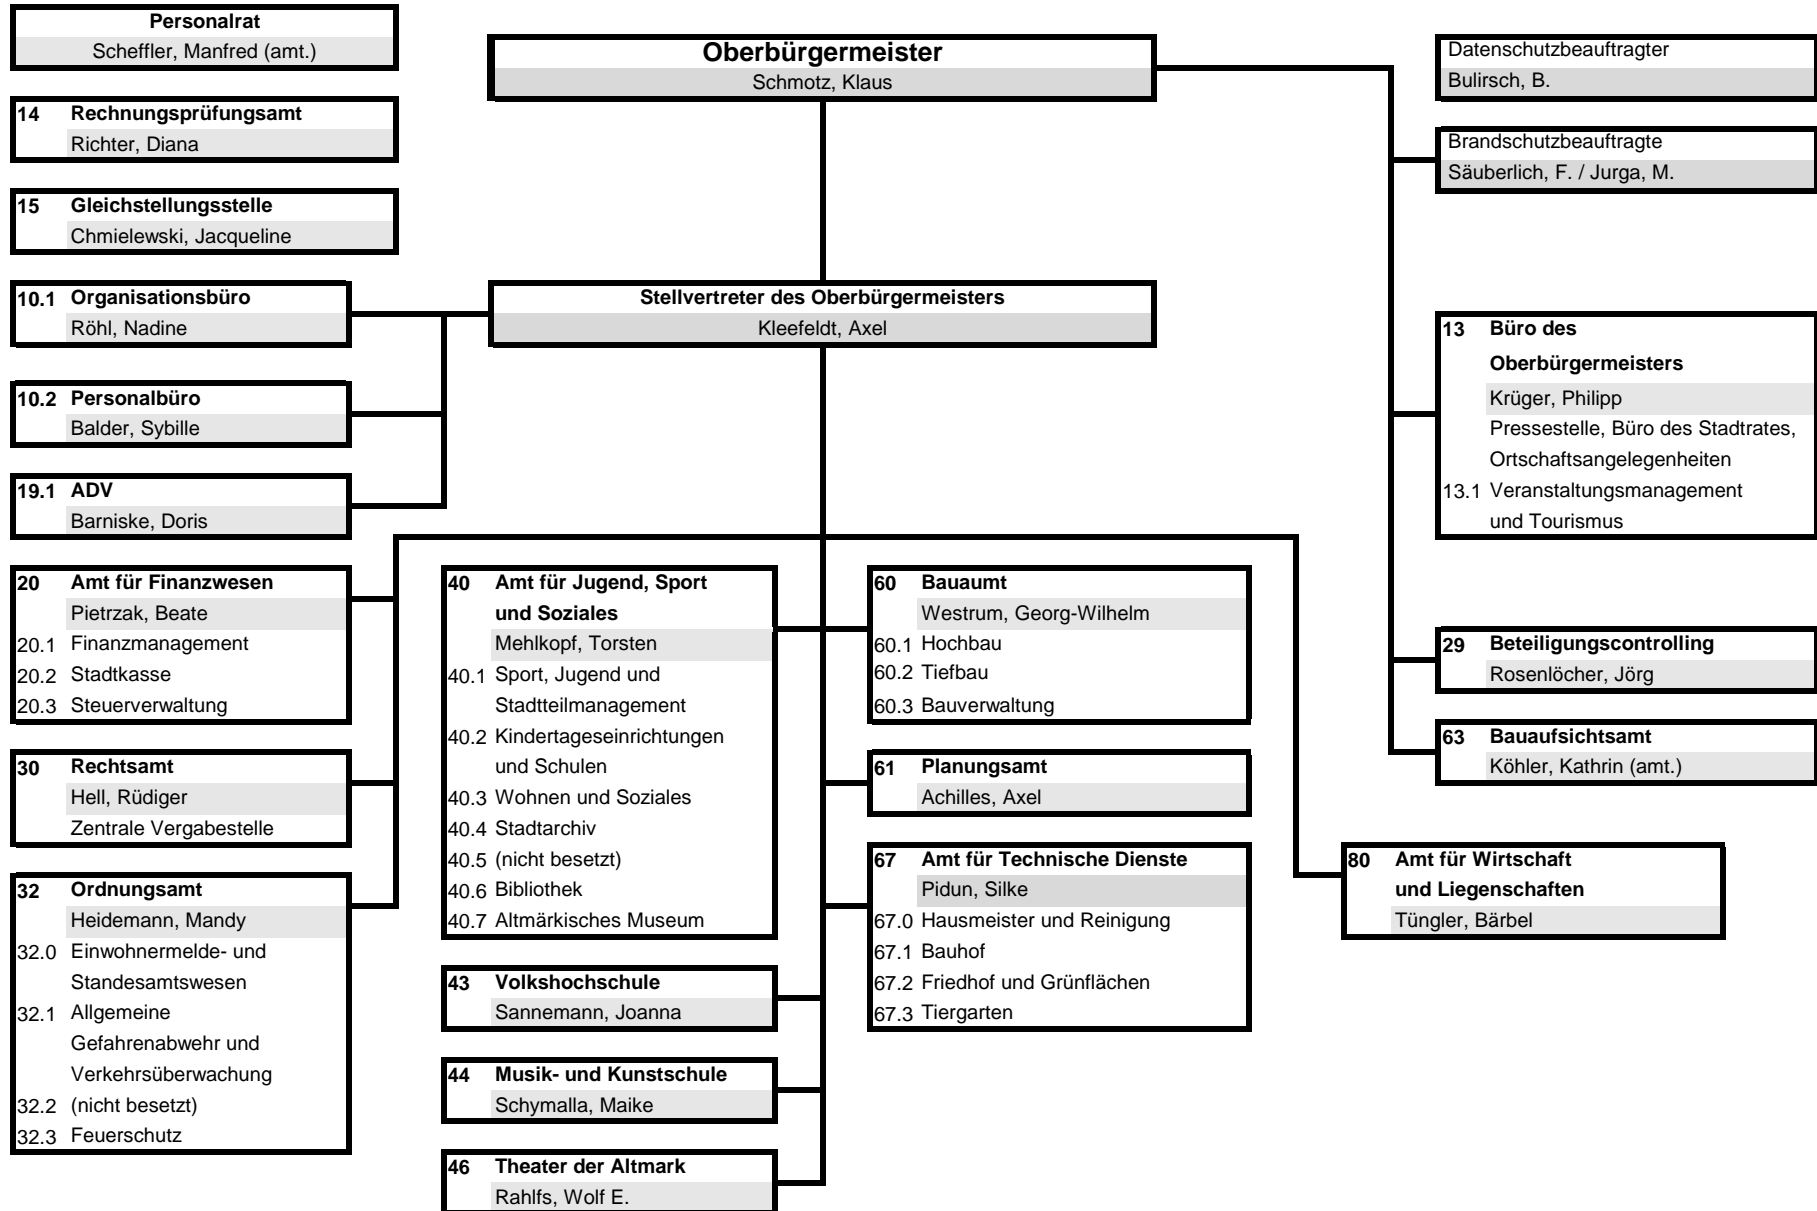 Personalrat
Scheffler, Manfred (amt.)
14 Rechnungsprüfungsamt
Richter, Diana
15 Gleichstellungsstelle
Chmielewski, Jacqueline
Oberbürgermeister
Schmotz, Klaus
Datenschutzbeauftragter
Bulirsch, B.
Brandschutzbeauftragte
Säuberlich, F. / Jurga, M.
10.1 Organisationsbüro
Röhl, Nadine
10.2 Personalbüro
Balder, Sybille
19.1 ADV
Barniske, Doris
Stellvertreter des Oberbürgermeisters
Kleefeldt, Axel
13 Büro des
Oberbürgermeisters
Krüger, Philipp
Pressestelle, Büro des Stadtrates,
Ortschaftsangelegenheiten
13.1 Veranstaltungsmanagement
und Tourismus
20 Amt für Finanzwesen
Pietrzak, Beate
20.1 Finanzmanagement
20.2 Stadtkasse
20.3 Steuerverwaltung
30 Rechtsamt
Hell, Rüdiger
Zentrale Vergabestelle
32 Ordnungsamt
Heidemann, Mandy
32.0 Einwohnermelde- und
Standesamtswesen
32.1 Allgemeine
Gefahrenabwehr und
Verkehrsüberwachung
32.2 (nicht besetzt)
32.3 Feuerschutz
40 Amt für Jugend, Sport
und Soziales
Mehlkopf, Torsten
40.1 Sport, Jugend und
Stadtteilmanagement
40.2 Kindertageseinrichtungen
und Schulen
40.3 Wohnen und Soziales
40.4 Stadtarchiv
40.5 (nicht besetzt)
40.6 Bibliothek
40.7 Altmärkisches Museum
43 Volkshochschule
Sannemann, Joanna
44 Musik- und Kunstschule
Schymalla, Maike
46 Theater der Altmark
Rahlfs, Wolf E.
60 Bauaumt
Westrum, Georg-Wilhelm
60.1 Hochbau
60.2 Tiefbau
60.3 Bauverwaltung
61 Planungsamt
Achilles, Axel
67 Amt für Technische Dienste
Pidun, Silke
67.0 Hausmeister und Reinigung
67.1 Bauhof
67.2 Friedhof und Grünflächen
67.3 Tiergarten
29 Beteiligungscontrolling
Rosenlöcher, Jörg
63 Bauaufsichtsamt
Köhler, Kathrin (amt.)
80 Amt für Wirtschaft
und Liegenschaften
Tüngler, Bärbel